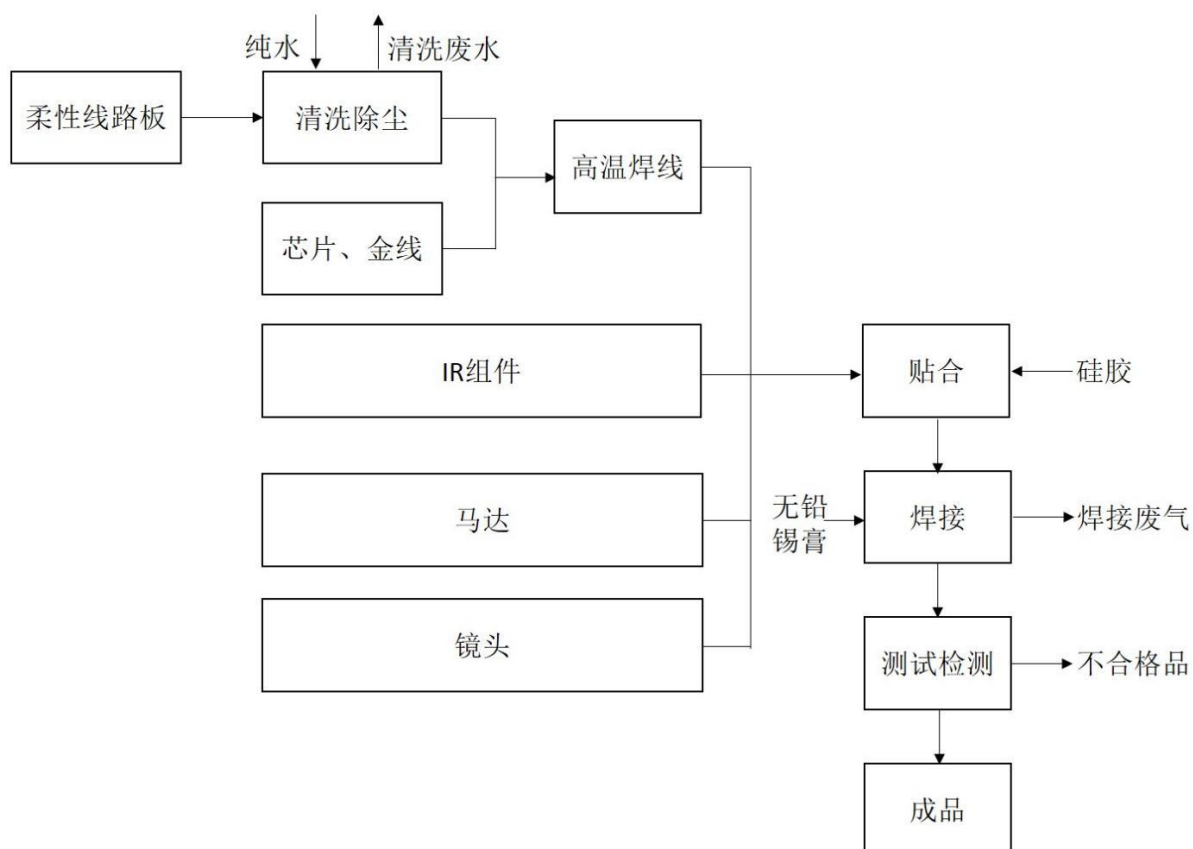 纯水
清洗废水
柔性线路板
清洗除尘
高温焊线
芯片、金线
IR组件
贴合
硅胶
马达
无铅
锡膏
焊接
焊接废气
镜头
测试检测
不合格品
成品